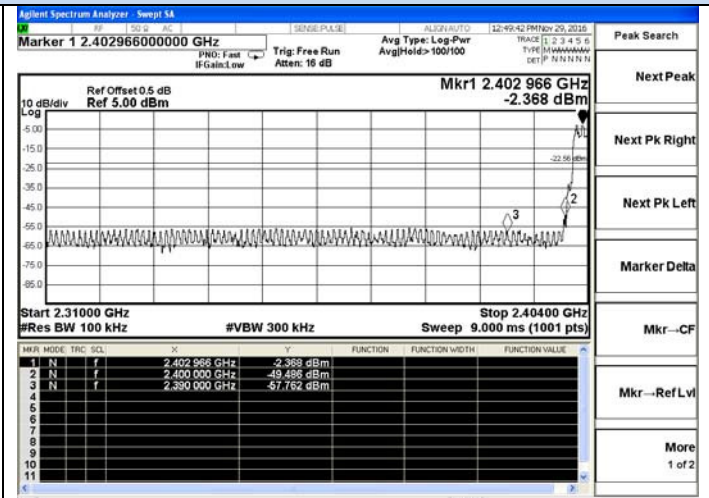 Agilent Spectrum Analyzer - Swept SA
RF 50 Ω AC SENSE:PULSE ALIGNAUTO 12:49:42 PM Nov 29, 2016
Marker 1 2.402966000000 GHz
PNO: Fast
IFGain:Low
Trig: Free Run
Atten: 16 dB
Avg Type: Log-Pwr
Avg|Hold:> 100/100
TRACE 1 2 3 4 5 6
TYPE MWWWWW
DET P N N N N N
Peak Search
Ref Offset 0.5 dB
10 dB/div Ref 5.00 dBm
Log
Mkr1 2.402 966 GHz
-2.368 dBm
-5.00
-15.0
-22.56 dBm
-25.0
-35.0
-45.0
-55.0
-65.0
-75.0
-85.0
2
3
Start 2.31000 GHz
Stop 2.40400 GHz
#Res BW 100 kHz
#VBW 300 kHz
Sweep 9.000 ms (1001 pts)
MKR MODE TRC SCL X Y FUNCTION FUNCTION WIDTH FUNCTION VALUE
1 N f 2.402 966 GHz -2.368 dBm
2 N f 2.400 000 GHz -49.486 dBm
3 N f 2.390 000 GHz -57.762 dBm
4
5
6
7
8
9
10
11
Next Peak
Next Pk Right
Next Pk Left
Marker Delta
Mkr→CF
Mkr→Ref Lvl
More
1 of 2